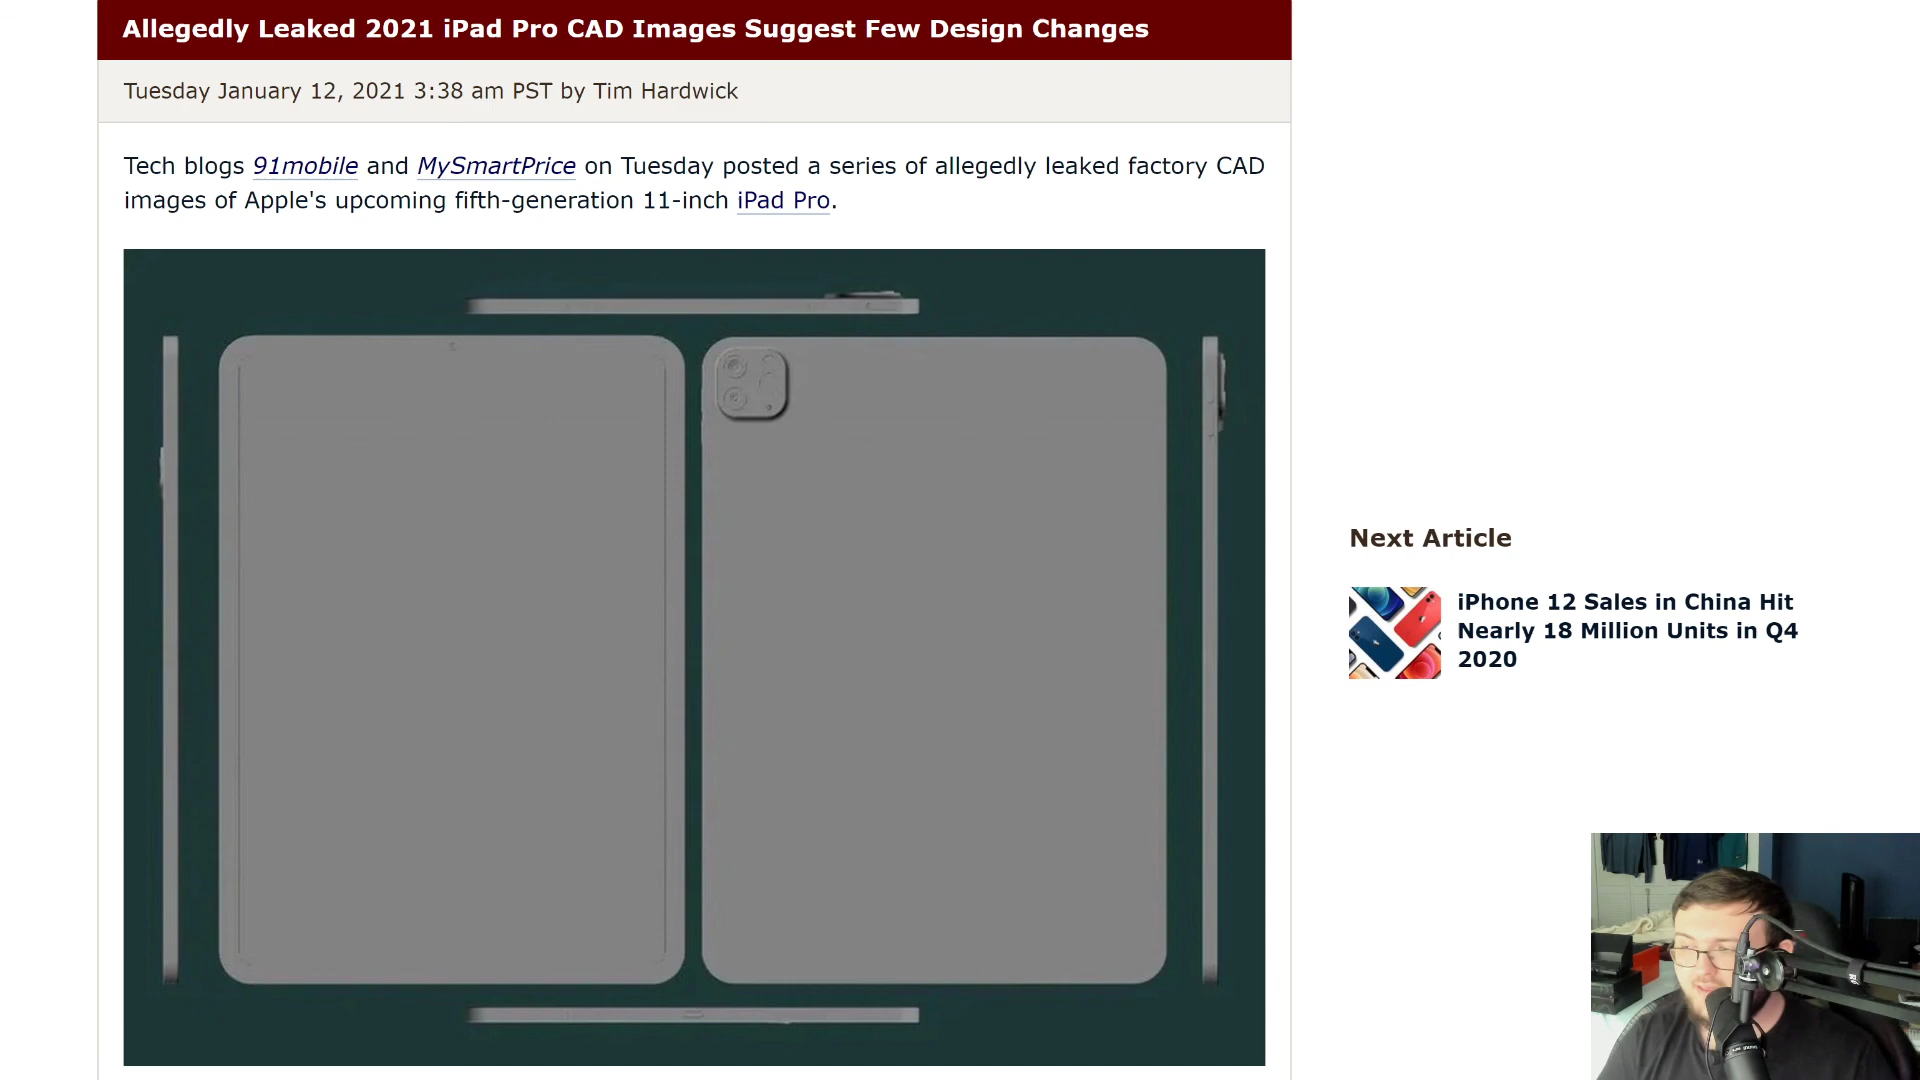 Allegedly Leaked 2021 iPad Pro CAD Images Suggest Few Design Changes
Tuesday January 12, 2021 3:38 am PST by Tim Hardwick
Tech blogs 91mobile and MySmartPrice on Tuesday posted a series of allegedly leaked factory CAD
images of Apple's upcoming fifth-generation 11-inch iPad Pro.
Next Article
iPhone 12 Sales in China Hit
Nearly 18 Million Units in Q4
2020